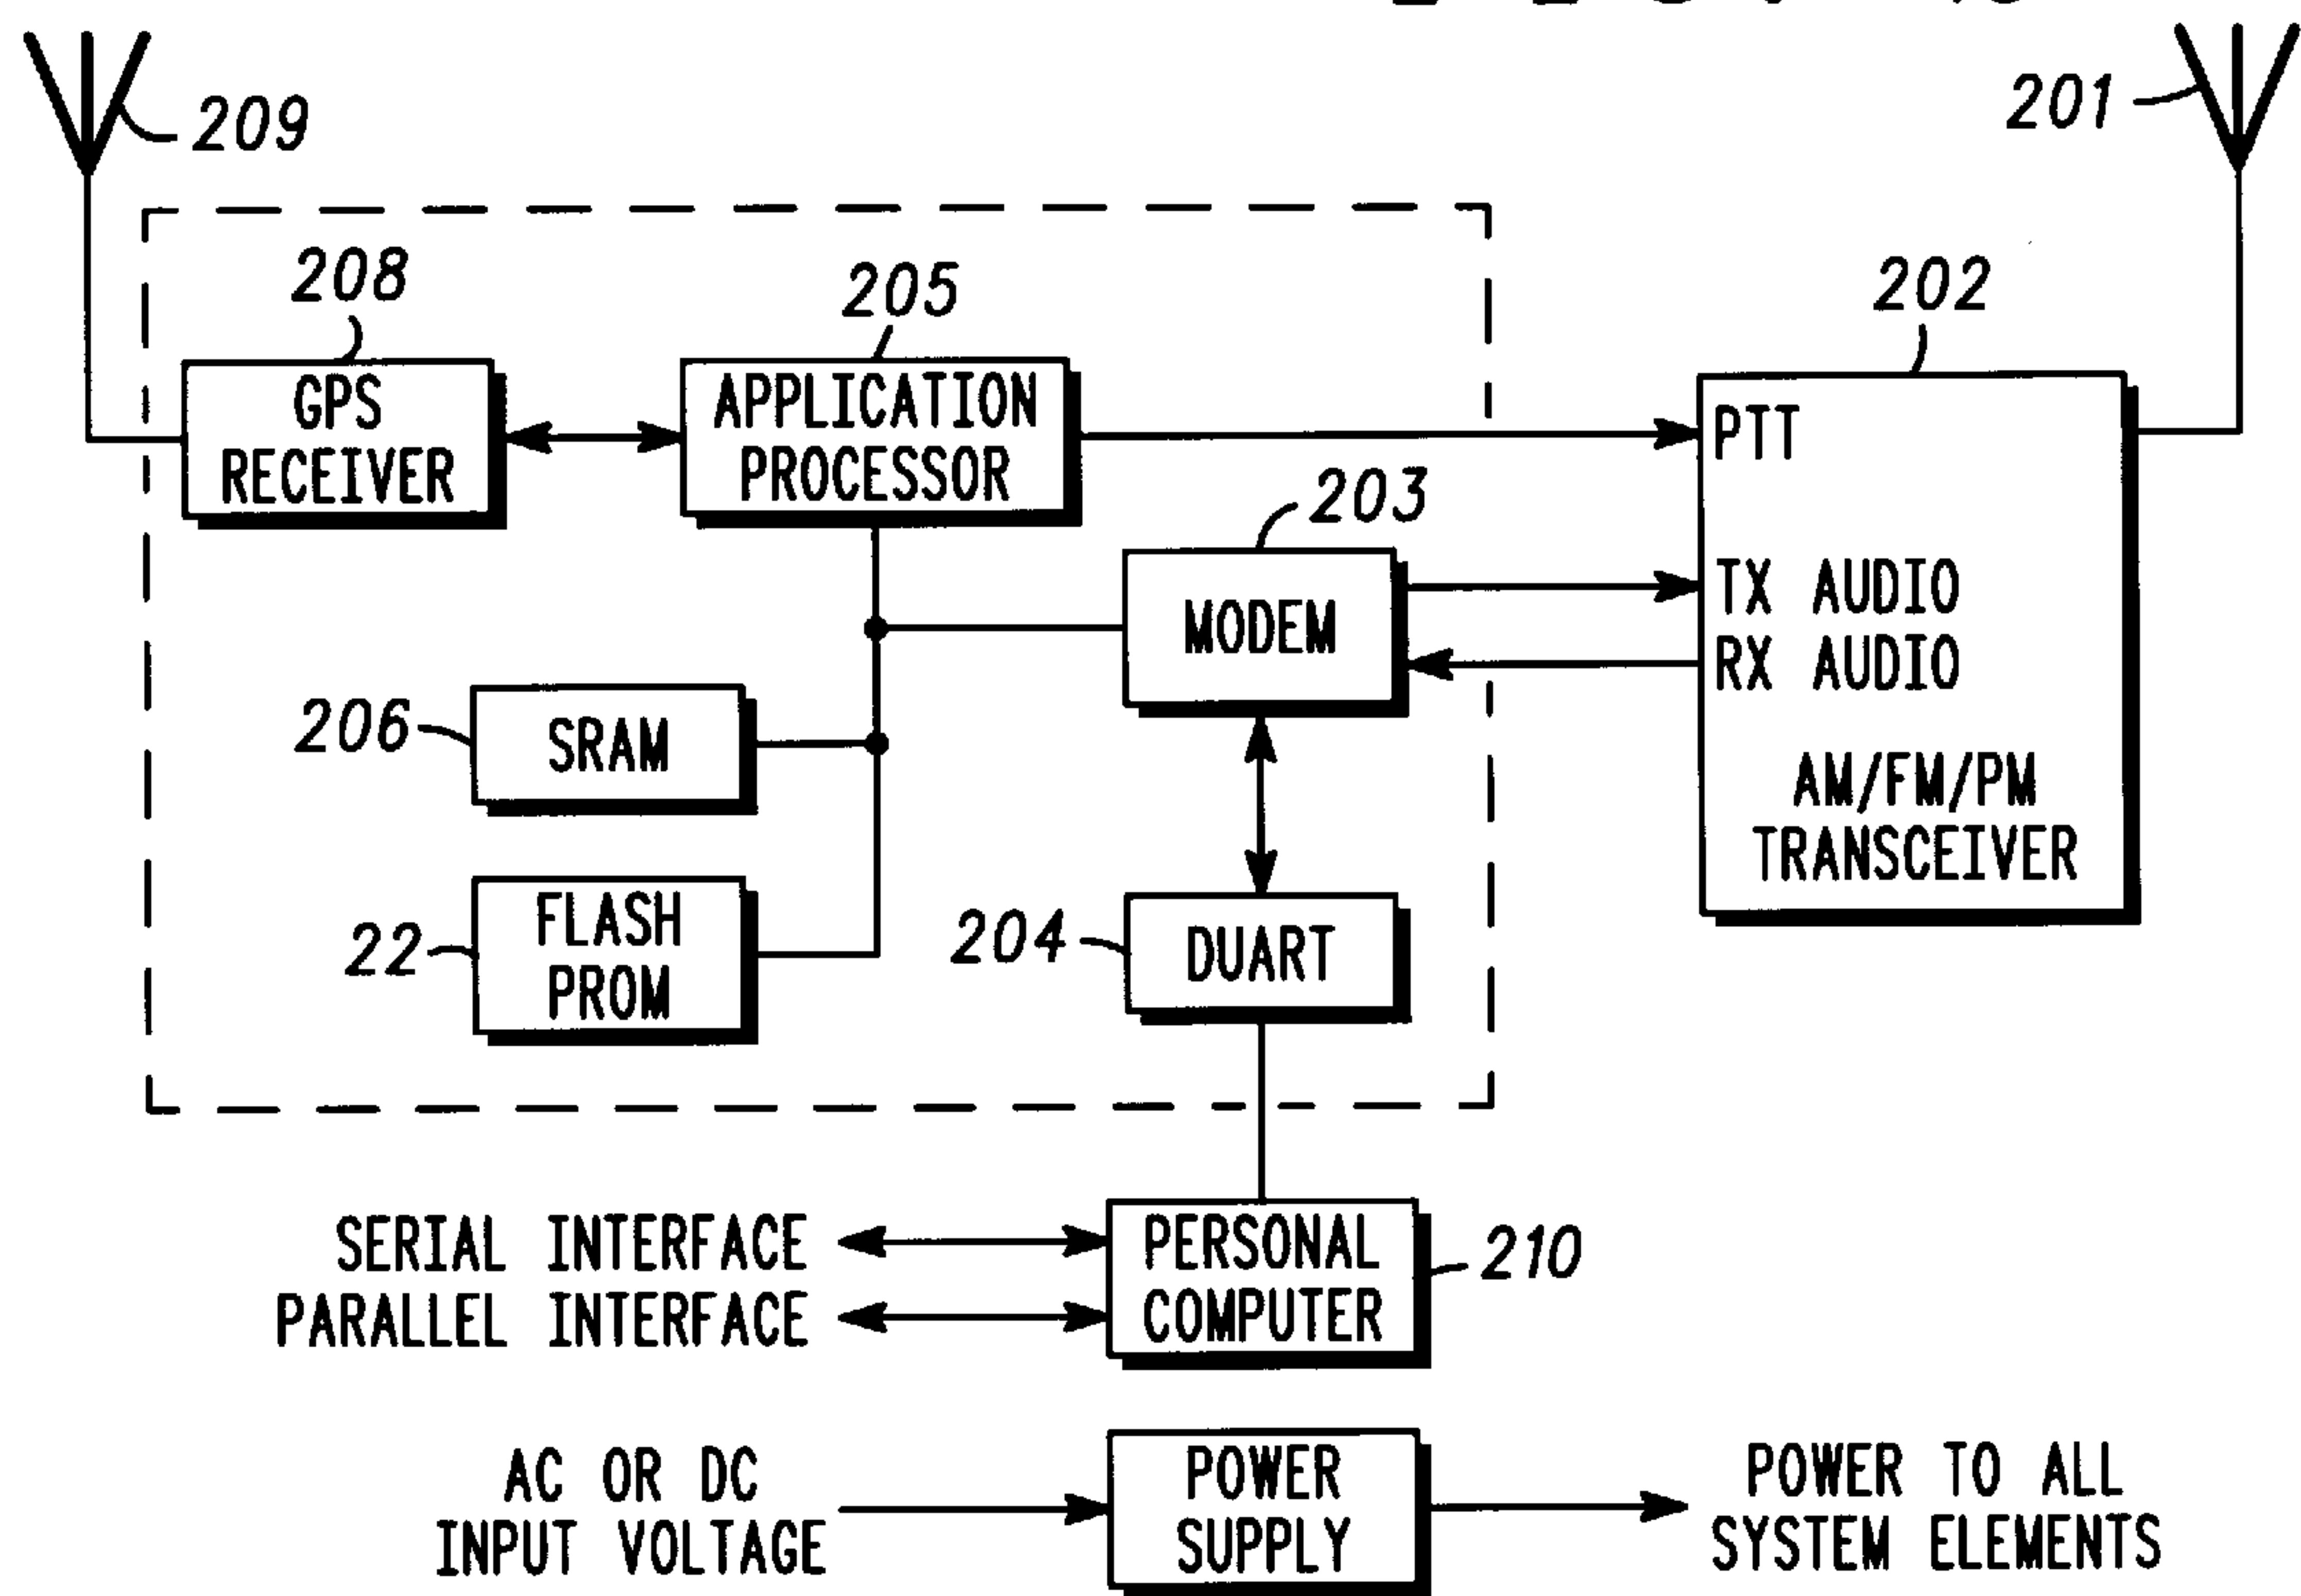 209
201
208
205
202
GPS
RECEIVER
APPLICATION
PROCESSOR
PTT
203
MODEM
TX AUDIO
RX AUDIO
206
SRAM
AM/FM/PM
TRANSCEIVER
22
FLASH
PROM
204
DUART
SERIAL INTERFACE
PARALLEL INTERFACE
PERSONAL
COMPUTER
210
AC OR DC
INPUT VOLTAGE
POWER
SUPPLY
POWER TO ALL
SYSTEM ELEMENTS